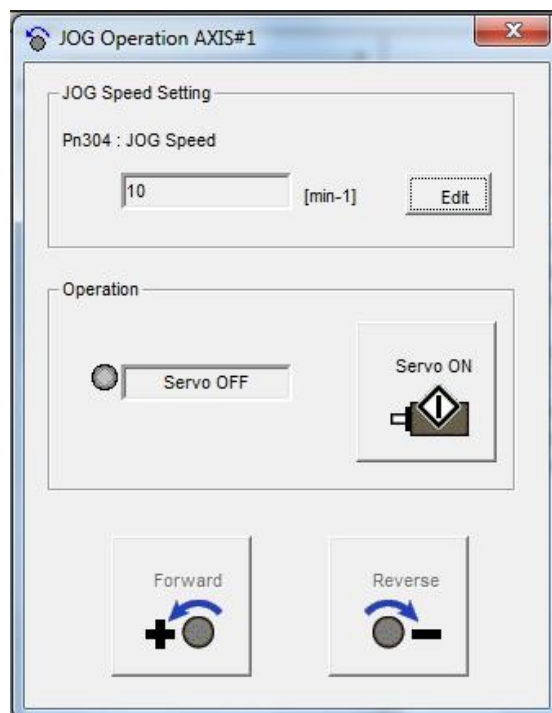 JOG Operation AXIS#1
JOG Speed Setting
Pn304 : JOG Speed
10 [min-1] Edit
Operation
Servo OFF
Servo ON
Forward Reverse